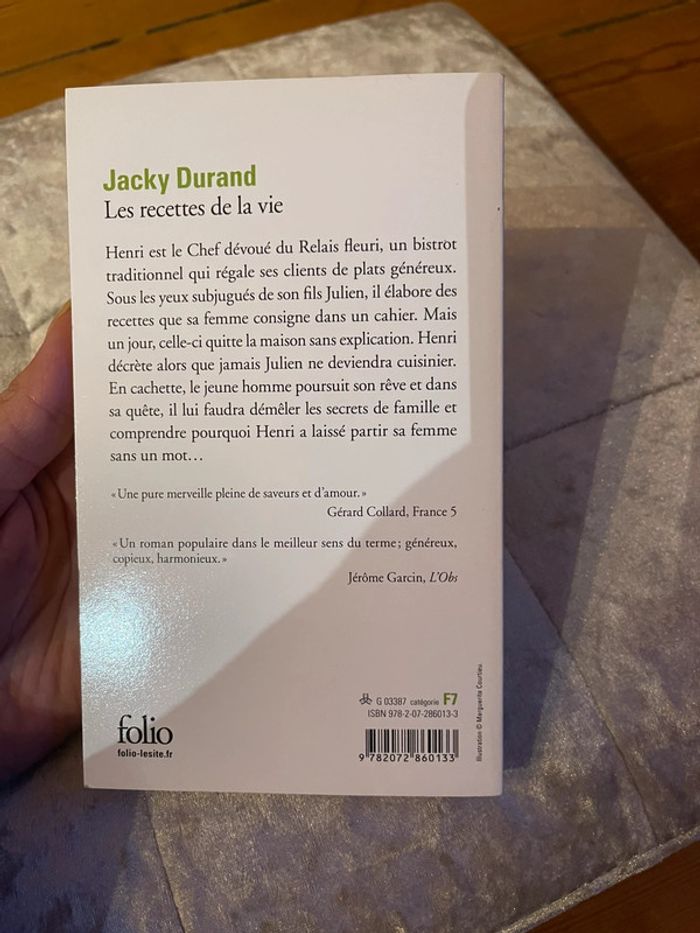 Jacky Durand
Les recettes de la vie
Henri est le Chef dévoué du Relais fleuri, un bistrot
traditionnel qui régale ses clients de plats généreux.
Sous les yeux subjugués de son fils Julien, il élabore des
recettes que sa femme consigne dans un cahier. Mais
un jour, celle-ci quitte la maison sans explication. Henri
décrète alors que jamais Julien ne deviendra cuisinier.
En cachette, le jeune homme poursuit son rêve et dans
sa quête, il lui faudra démêler les secrets de famille et
comprendre pourquoi Henri a laissé partir sa femme
sans un mot…
« Une pure merveille pleine de saveurs et d'amour. »
Gérard Collard, France 5
« Un roman populaire dans le meilleur sens du terme ; généreux,
copieux, harmonieux. »
Jérôme Garcin, L'Obs
G 03387 catégorie F7
ISBN 978-2-07-286013-3
9 782072 860133
folio
folio-lesite.fr
Illustration © Marguerite Courtieu